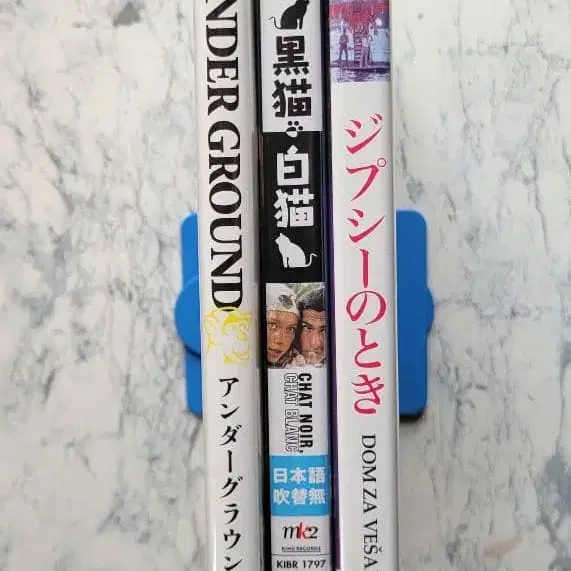 NDER GROUND
アンダーグラウン
黒猫
白猫
CHAT NOIR,
CHAT BLANC
日本語
吹替無
mk2
KING RECORDS
KIBR 1797
ジプシーのとき
DOM ZA VEŠA